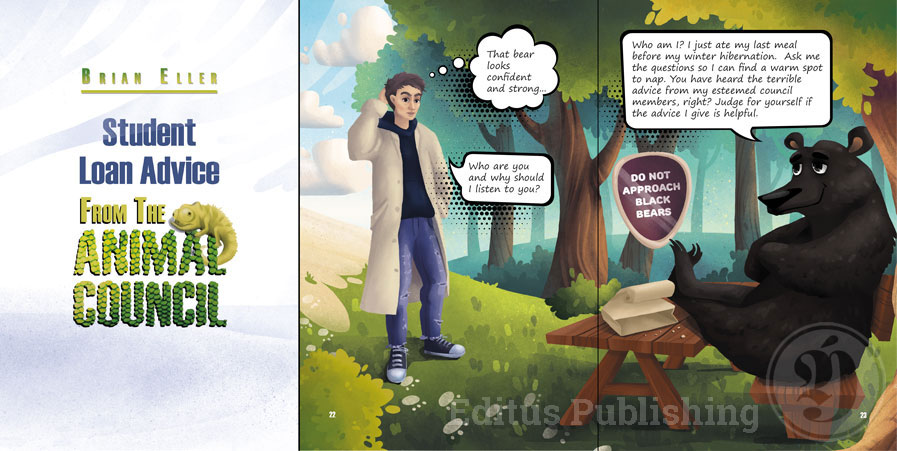 BRIAN ELLER
Student
Loan Advice
FROM THE
ANIMAL
COUNCIL
That bear
looks
confident
and strong...
Who are you
and why should
I listen to you?
22
Who am I? I just ate my last meal
before my winter hibernation. Ask me
the questions so I can find a warm spot
to nap. You have heard the terrible
advice from my esteemed council
members, right? Judge for yourself if
the advice I give is helpful.
DO NOT
APPROACH
BLACK
BEARS
Editus Publishing
23